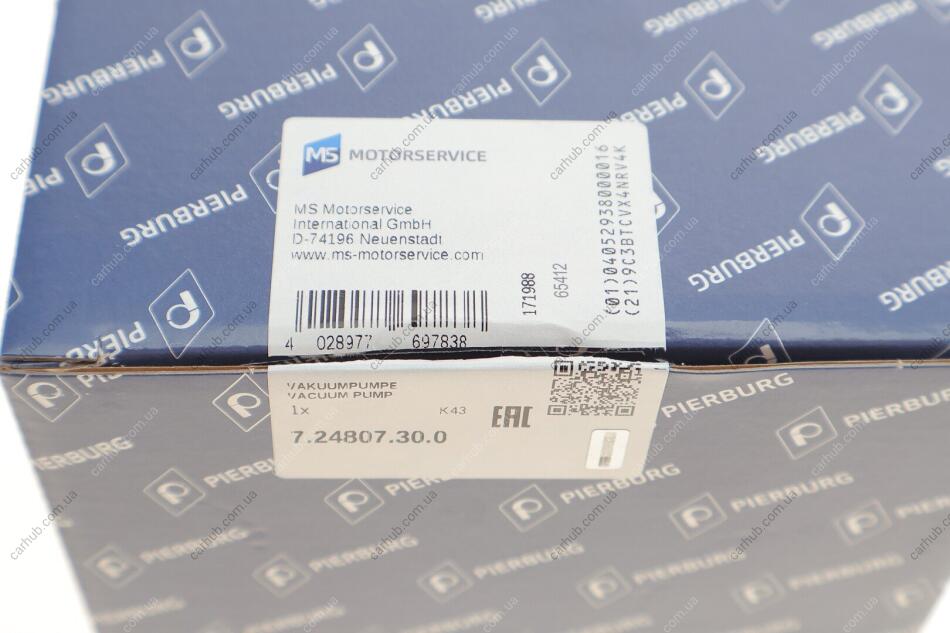 MS MOTORSERVICE
MS Motorservice
International GmbH
D-74196 Neuenstadt
www.ms-motorservice.com
4 028977 697838
171988
65412
(01)04052938000016
(21)9C3BTCVX4NRV4K
VAKUUMPUMPE
VACUUM PUMP
1x K43 EAC
7.24807.30.0
PIERBURG
carhub.com.ua